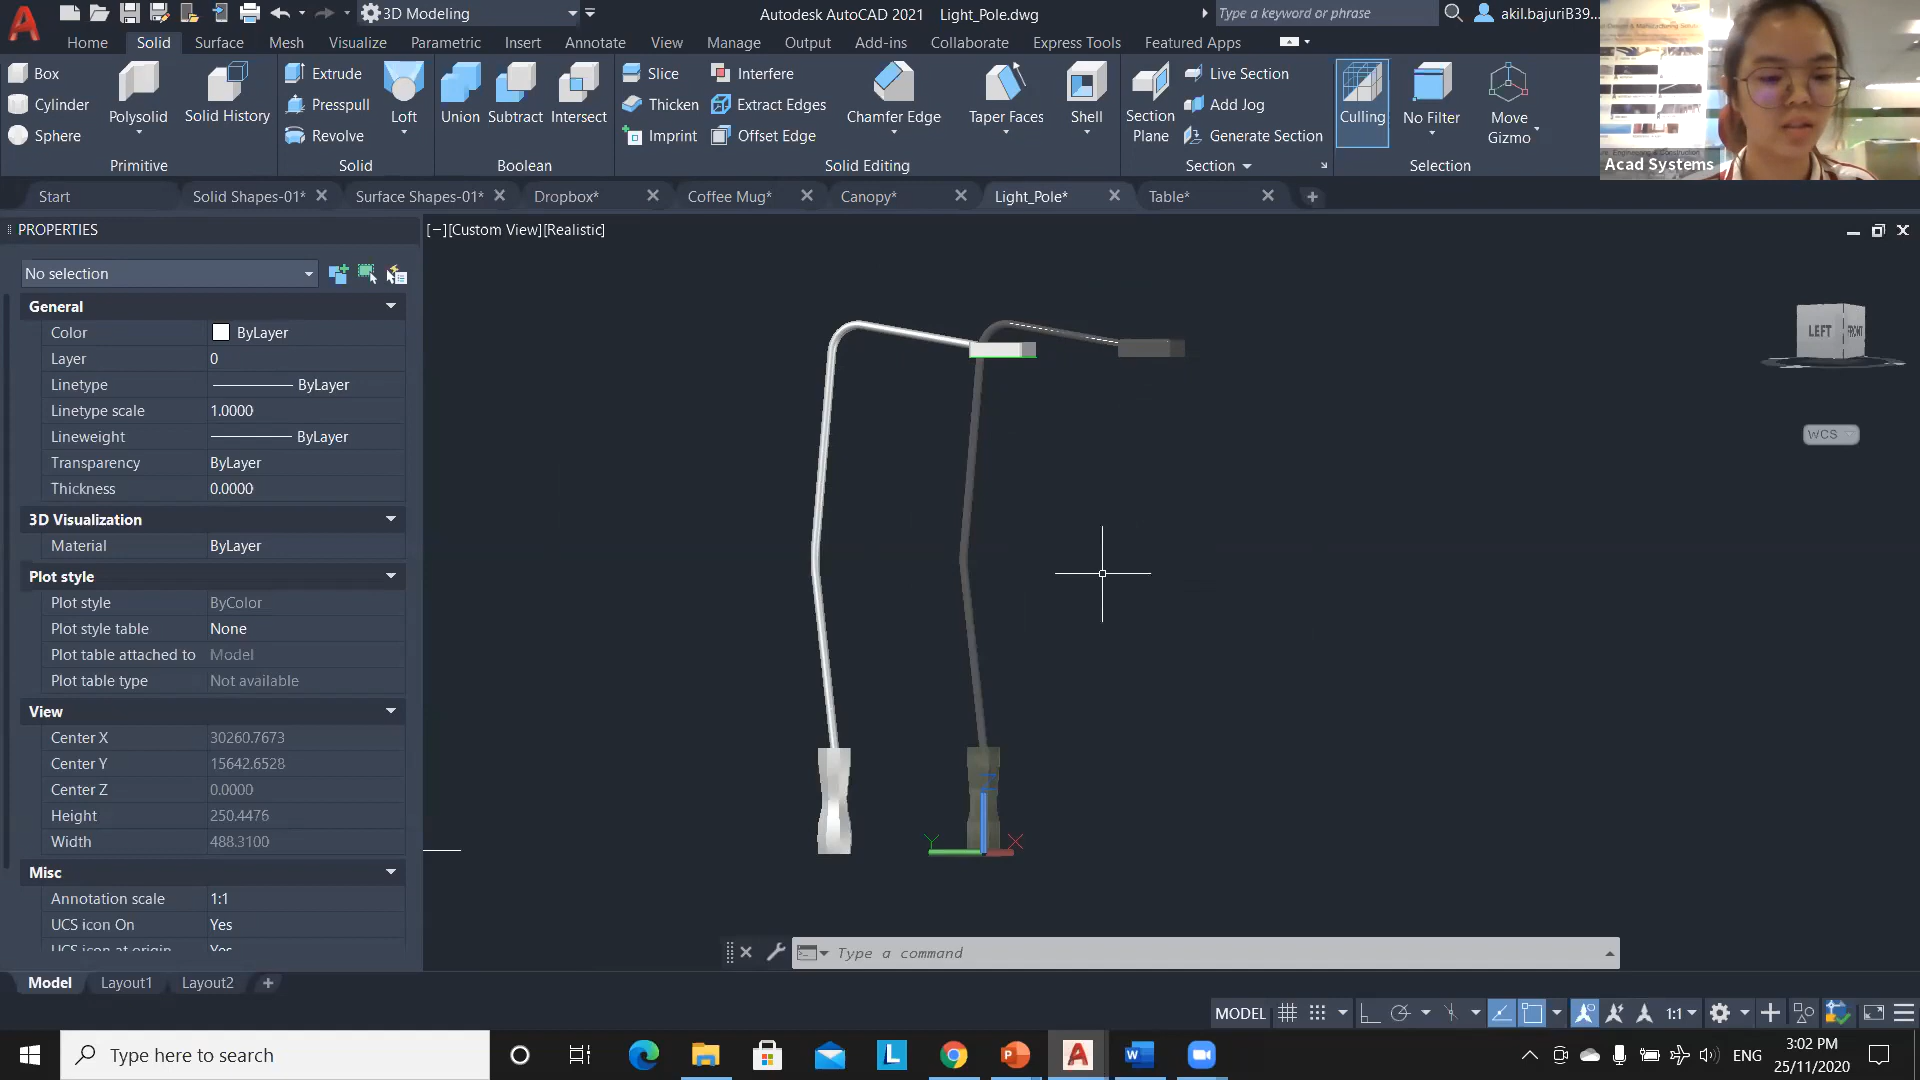 3D Modeling
Autodesk AutoCAD 2021 Light_Pole.dwg
Type a keyword or phrase
akil.bajuriB39...
Home Solid Surface Mesh Visualize Parametric Insert Annotate View Manage Output Add-ins Collaborate Express Tools Featured Apps
Box
Cylinder
Sphere
Polysolid
Solid History
Primitive
Extrude
Presspull
Revolve
Loft
Solid
Union
Subtract
Intersect
Boolean
Slice
Thicken
Imprint
Interfere
Extract Edges
Offset Edge
Chamfer Edge
Taper Faces
Shell
Solid Editing
Section
Plane
Live Section
Add Jog
Generate Section
Section
Culling
No Filter
Move
Gizmo
Selection
Acad Systems
Start Solid Shapes-01* Surface Shapes-01* Dropbox* Coffee Mug* Canopy* Light_Pole* Table*
PROPERTIES
[−][Custom View][Realistic]
No selection
General
Color ByLayer
Layer 0
Linetype ByLayer
Linetype scale 1.0000
Lineweight ByLayer
Transparency ByLayer
Thickness 0.0000
3D Visualization
Material ByLayer
Plot style
Plot style ByColor
Plot style table None
Plot table attached to Model
Plot table type Not available
View
Center X 30260.7673
Center Y 15642.6528
Center Z 0.0000
Height 250.4476
Width 488.3100
Misc
Annotation scale 1:1
UCS icon On Yes
UCS icon at origin Yes
LEFT FRONT
WCS
Z
Y X
Type a command
Model Layout1 Layout2 +
MODEL 1:1
Type here to search
ENG
3:02 PM
25/11/2020